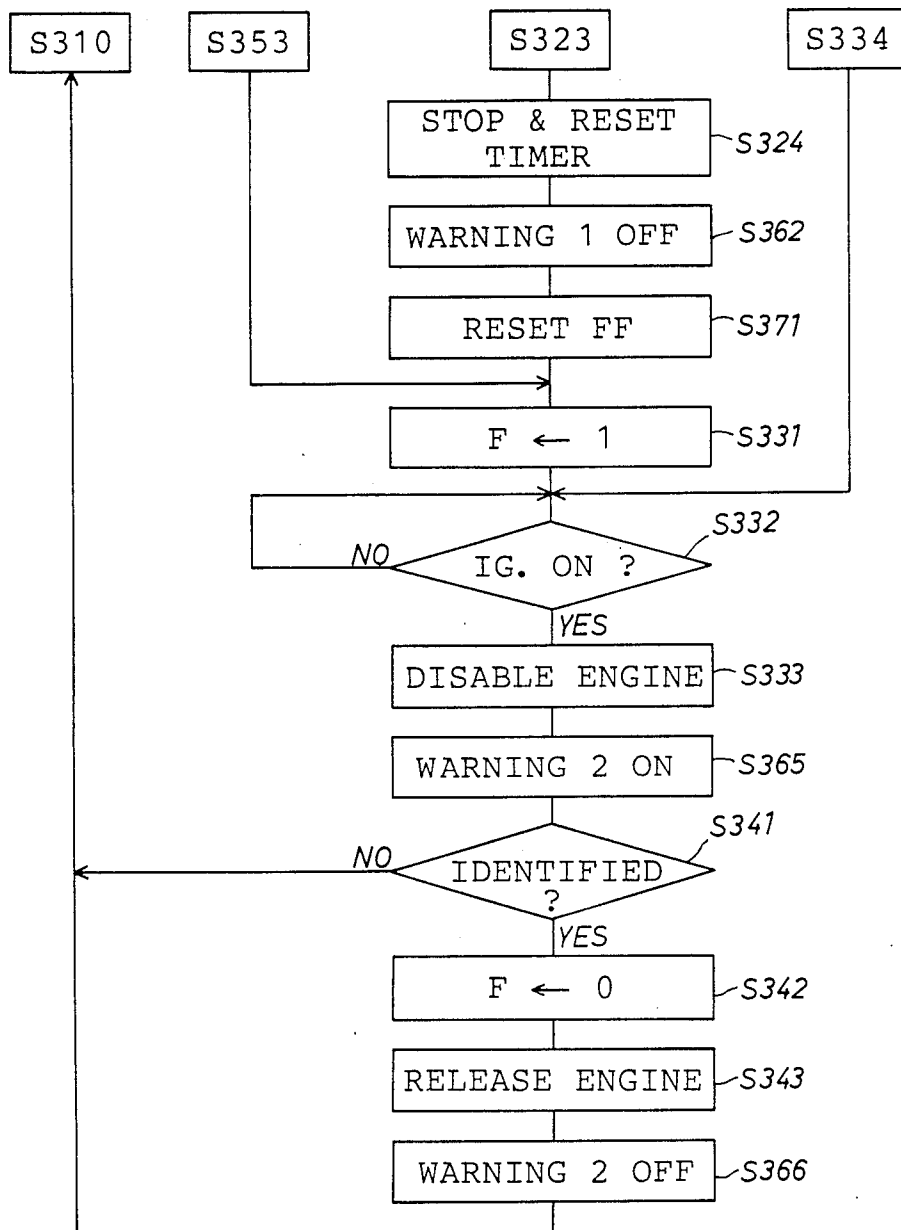 S310
S353
S323
S334
STOP & RESET
TIMER
S324
WARNING 1 OFF
S362
RESET FF
S371
F ← 1
S331
S332
NO
IG. ON ?
YES
DISABLE ENGINE
S333
WARNING 2 ON
S365
S341
NO
IDENTIFIED
?
YES
F ← 0
S342
RELEASE ENGINE
S343
WARNING 2 OFF
S366